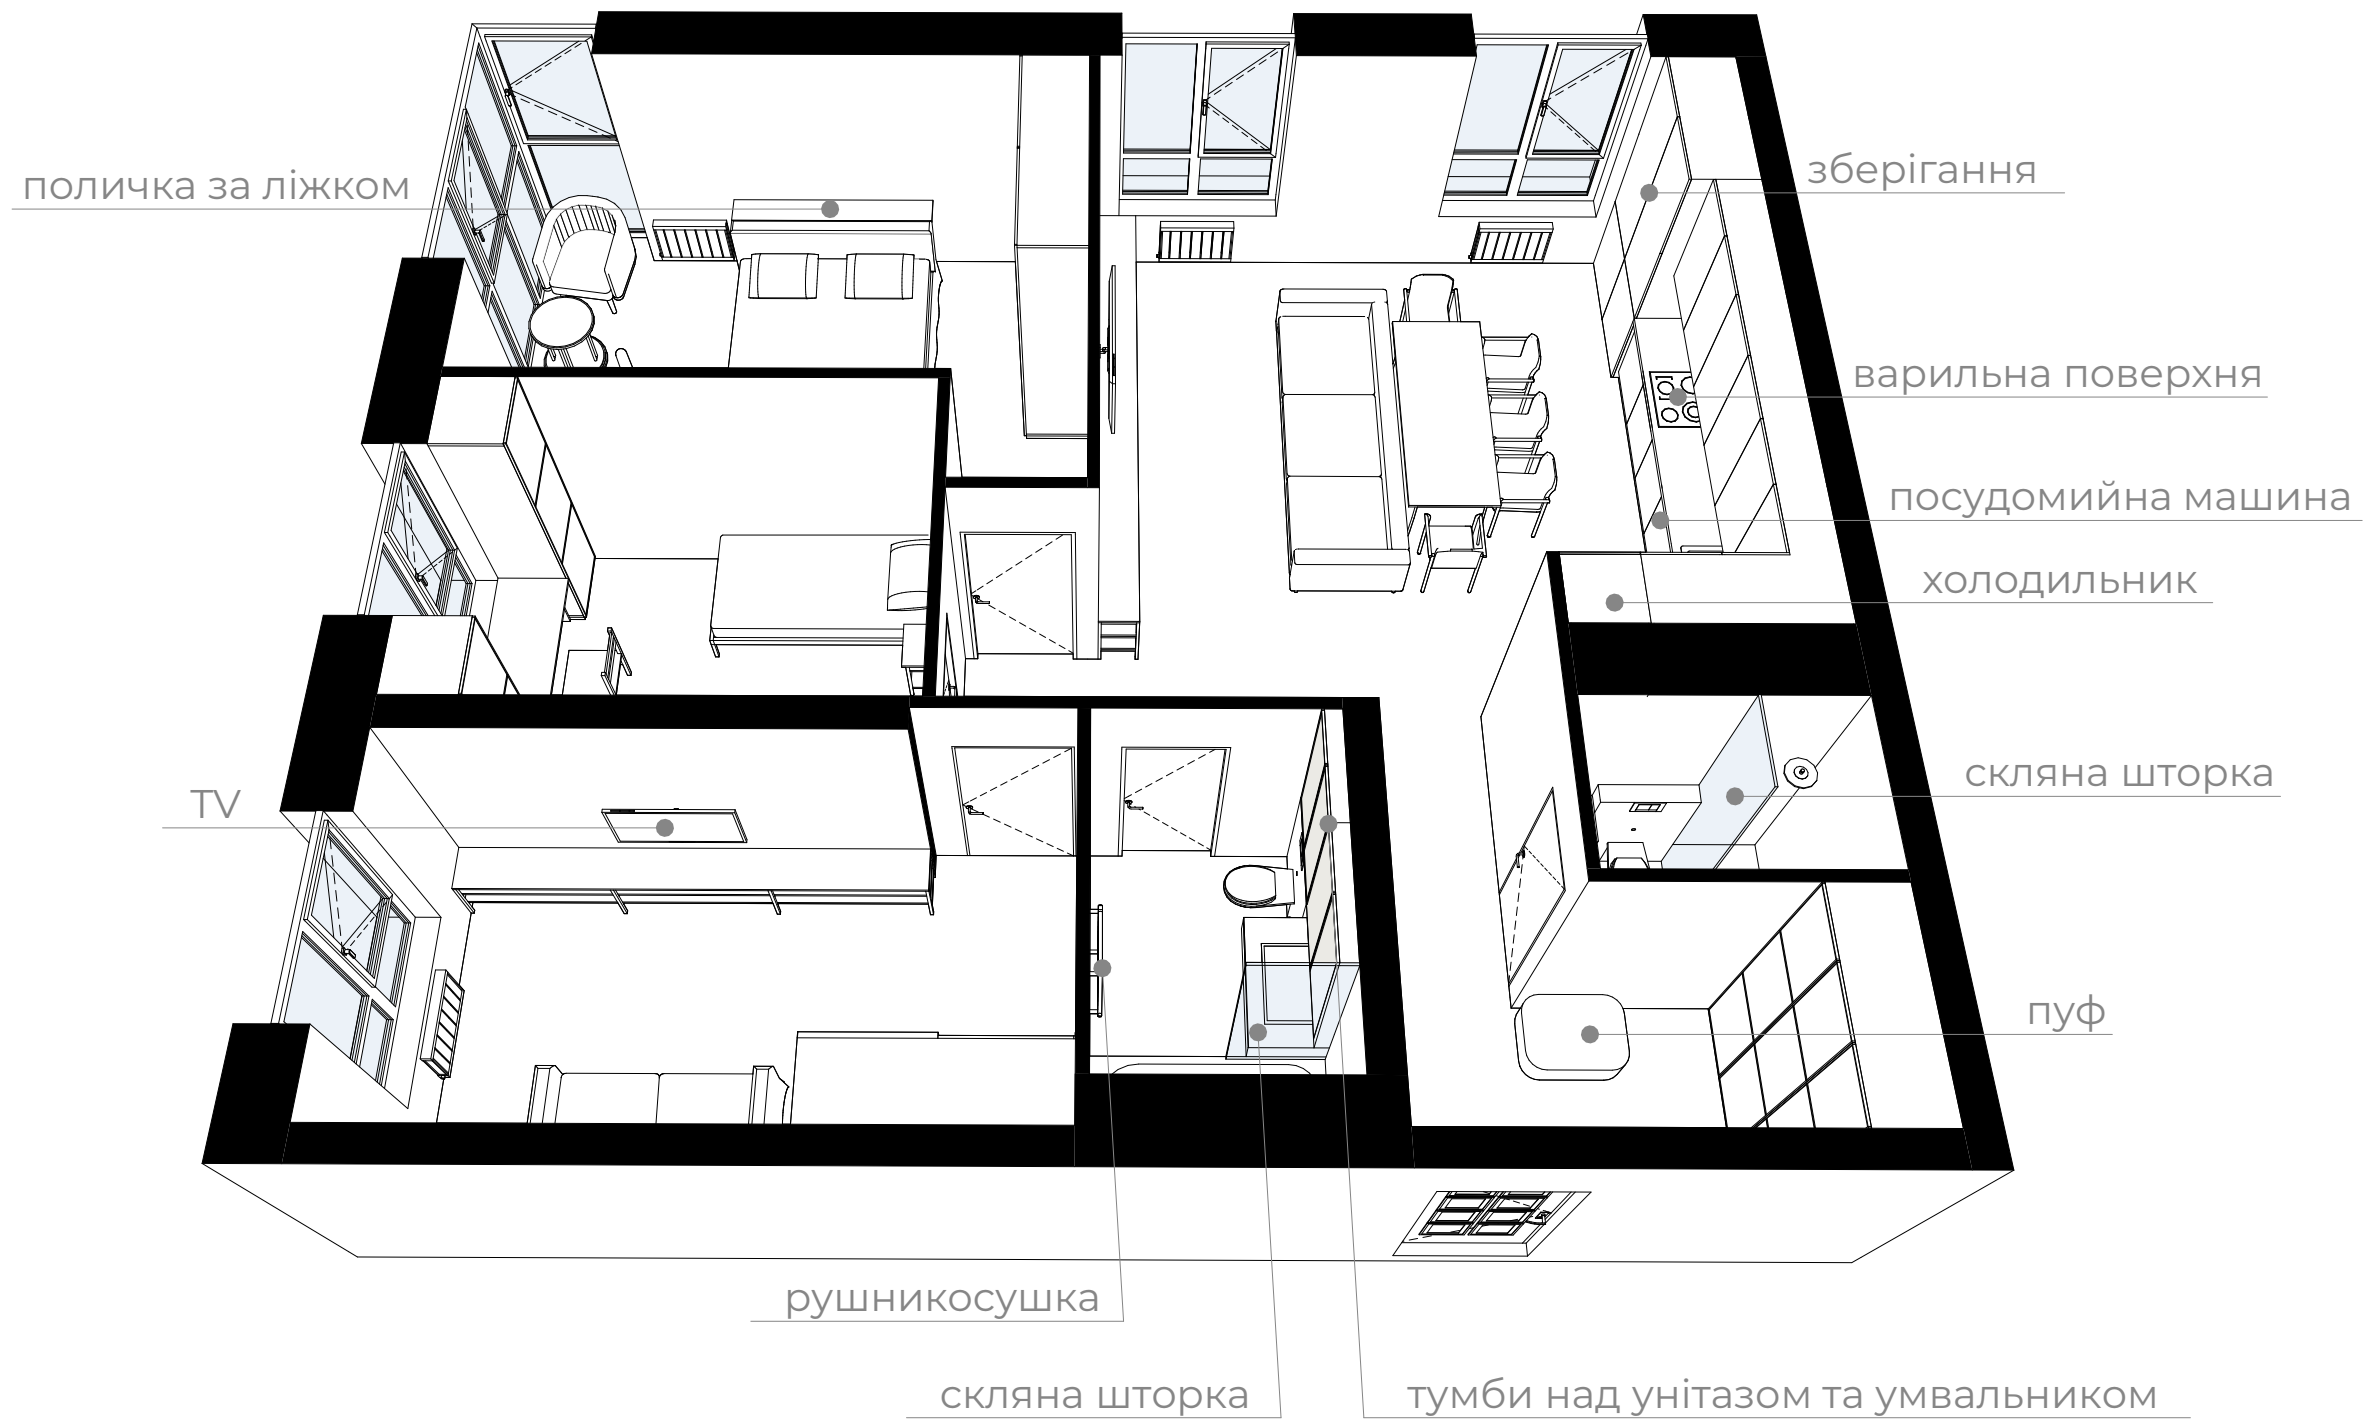 зберігання
поличка за ліжком
варильна поверхня
посудомийна машина
холодильник
скляна шторка
TV
пуф
рушникосушка
скляна шторка
тумби над унітазом та умвальником